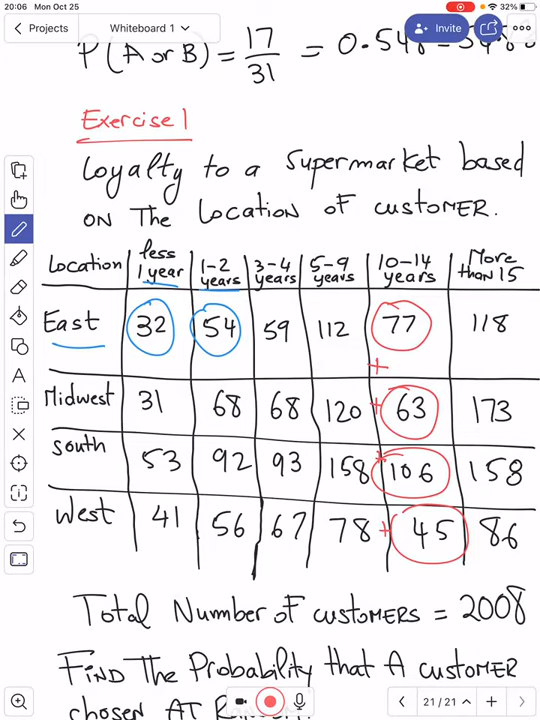 20:06 Mon Oct 25
32%
Projects
Whiteboard 1
Invite
P(A or B) = 17/31 = 0.548
Exercise 1
Loyalty to a Supermarket based
on The Location of customer.
Location less 1 year 1-2 years 3-4 years 5-9 years 10-14 years More than 15
East 32 54 59 112 77 118
+
Midwest 31 68 68 120 + 63 173
South 53 92 93 158 + 106 158
West 41 56 67 78 + 45 86
Total Number of customers = 2008
Find The Probability that A customer
chosen AT
21/21